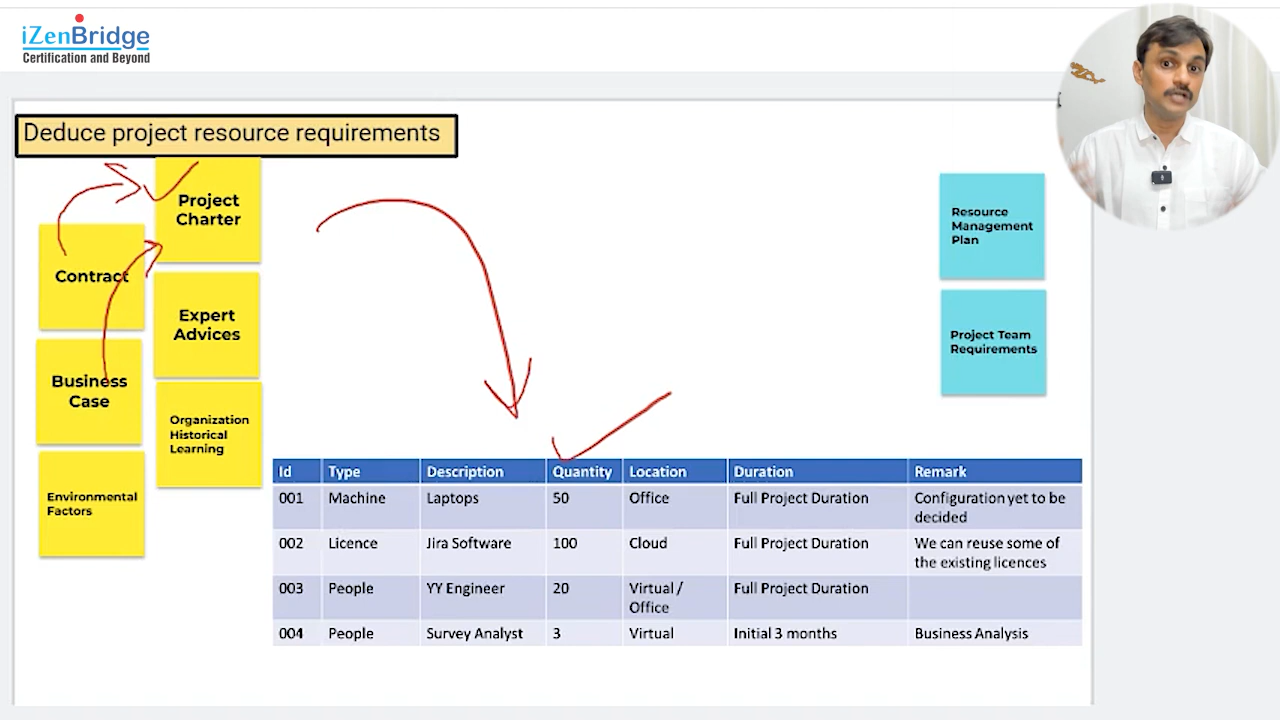 iZenBridge
Certification and Beyond
Deduce project resource requirements
Project
Charter
Contract
Expert
Advices
Business
Case
Organization
Historical
Learning
Environmental
Factors
Resource
Management
Plan
Project Team
Requirements
Id Type Description Quantity Location Duration Remark
001 Machine Laptops 50 Office Full Project Duration Configuration yet to be
decided
002 Licence Jira Software 100 Cloud Full Project Duration We can reuse some of
the existing licences
003 People YY Engineer 20 Virtual / Full Project Duration
Office
004 People Survey Analyst 3 Virtual Initial 3 months Business Analysis